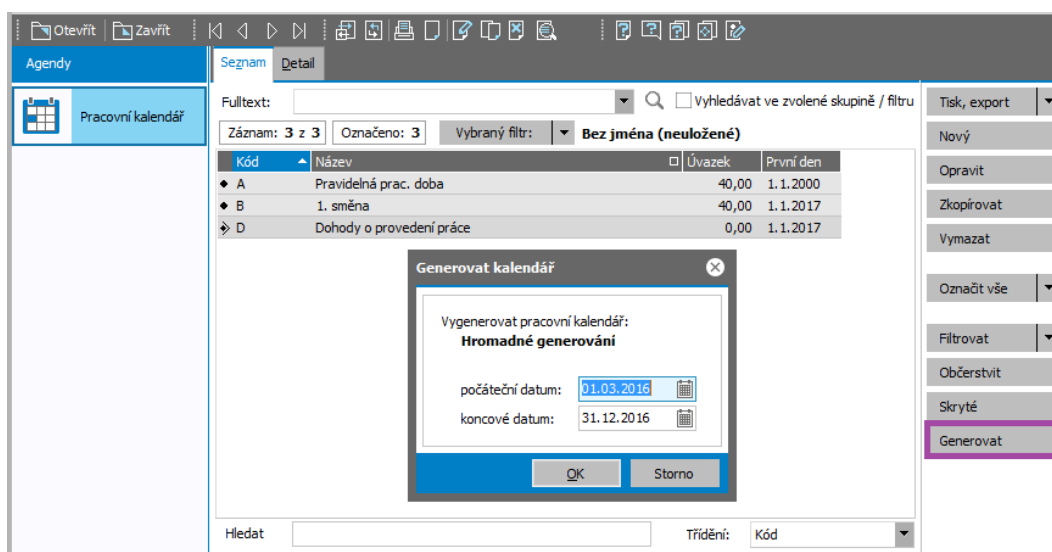 Otevřít Zavřít
Agendy
Pracovní kalendář
Seznam Detail
Fulltext: Vyhledávat ve zvolené skupině / filtru
Záznam: 3 z 3 Označeno: 3 Vybraný filtr: Bez jména (neuložené)
Kód Název Úvazek První den
A Pravidelná prac. doba 40,00 1.1.2000
B 1. směna 40,00 1.1.2017
D Dohody o provedení práce 0,00 1.1.2017
Generovat kalendář
Vygenerovat pracovní kalendář:
Hromadné generování
počáteční datum: 01.03.2016
koncové datum: 31.12.2016
OK Storno
Hledat Třídění: Kód
Tisk, export
Nový
Opravit
Zkopírovat
Vymazat
Označit vše
Filtrovat
Občerstvit
Skryté
Generovat